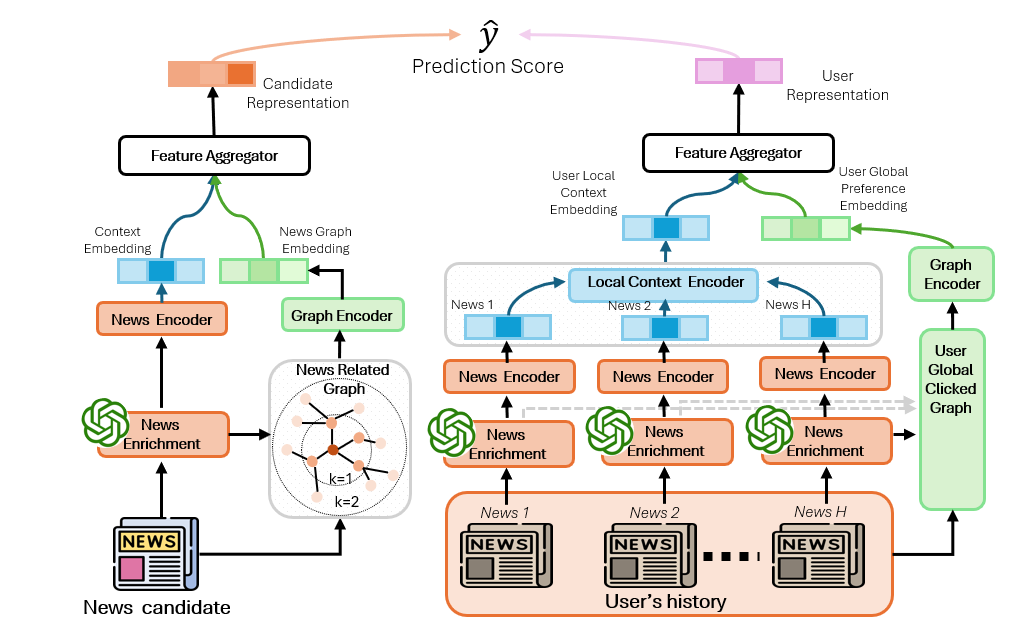 ŷ
Prediction Score
Candidate
Representation
User
Representation
Feature Aggregator
Feature Aggregator
Context
Embedding
News Graph
Embedding
User Local
Context
Embedding
User Global
Preference
Embedding
News Encoder
Graph Encoder
Local Context Encoder
News 1
News 2
News H
Graph
Encoder
News Related
Graph
k=1
k=2
News Encoder
News Encoder
News Encoder
User
Global
Clicked
Graph
News
Enrichment
News
Enrichment
News
Enrichment
News
Enrichment
NEWS
News candidate
News 1
News 2
News H
NEWS
NEWS
NEWS
User's history